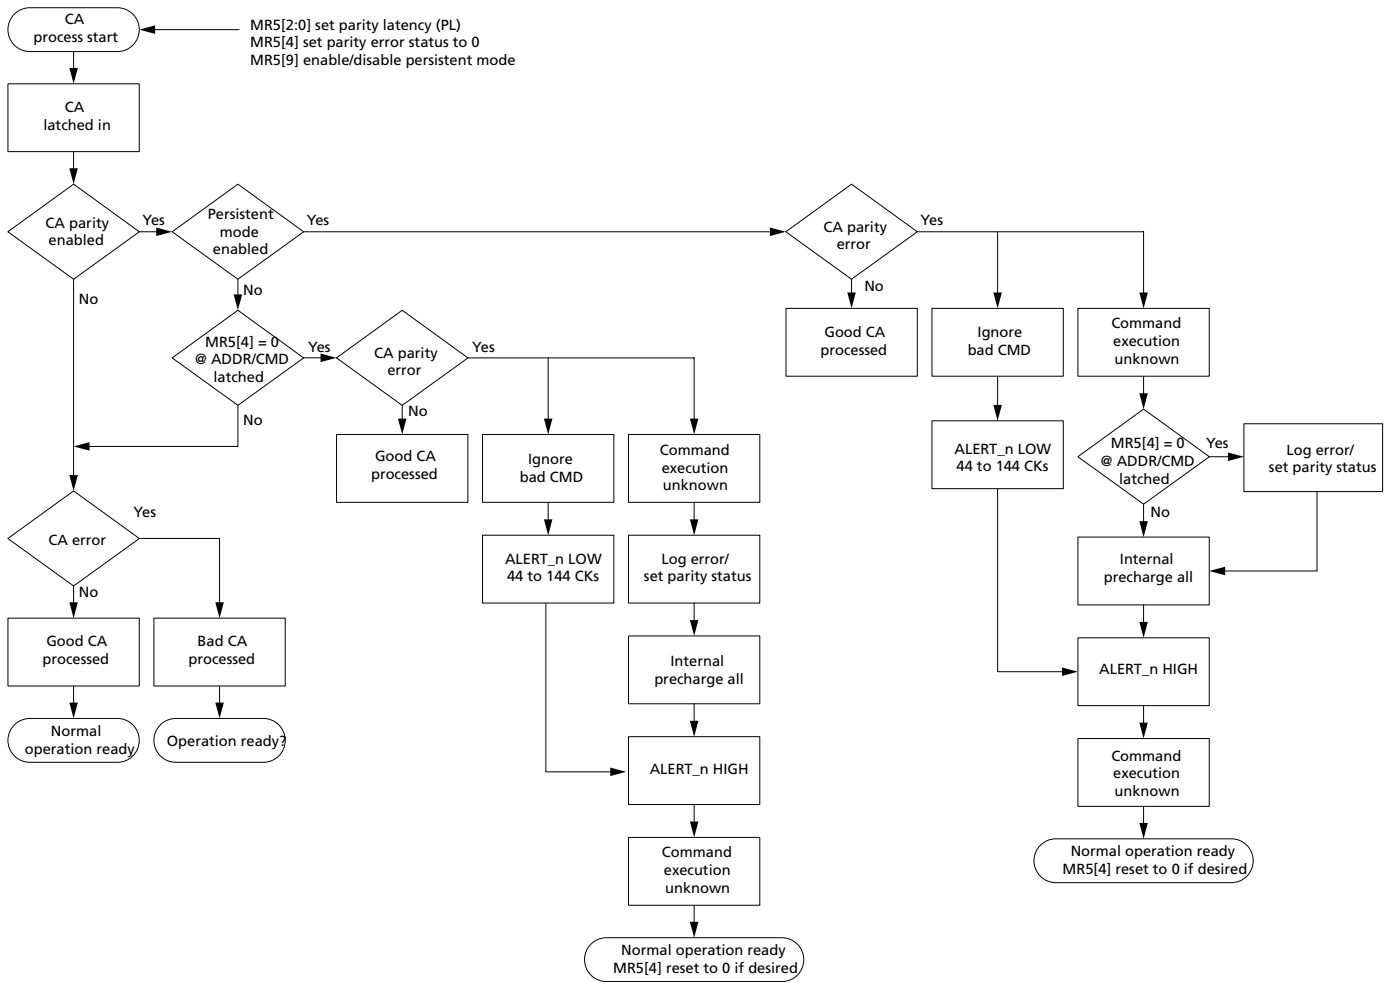 CA
process start
MR5[2:0] set parity latency (PL)
MR5[4] set parity error status to 0
MR5[9] enable/disable persistent mode
CA
latched in
CA parity
enabled
Yes
No
Persistent
mode
enabled
Yes
No
CA parity
error
Yes
No
Good CA
processed
Ignore
bad CMD
Command
execution
unknown
MR5[4] = 0
@ ADDR/CMD
latched
Yes
No
CA parity
error
Yes
No
Good CA
processed
Ignore
bad CMD
Command
execution
unknown
ALERT_n LOW
44 to 144 CKs
MR5[4] = 0
@ ADDR/CMD
latched
Yes
No
Log error/
set parity status
CA error
Yes
No
ALERT_n LOW
44 to 144 CKs
Log error/
set parity status
Internal
precharge all
Good CA
processed
Bad CA
processed
Internal
precharge all
ALERT_n HIGH
Normal
operation ready
Operation ready?
ALERT_n HIGH
Command
execution
unknown
Command
execution
unknown
Normal operation ready
MR5[4] reset to 0 if desired
Normal operation ready
MR5[4] reset to 0 if desired